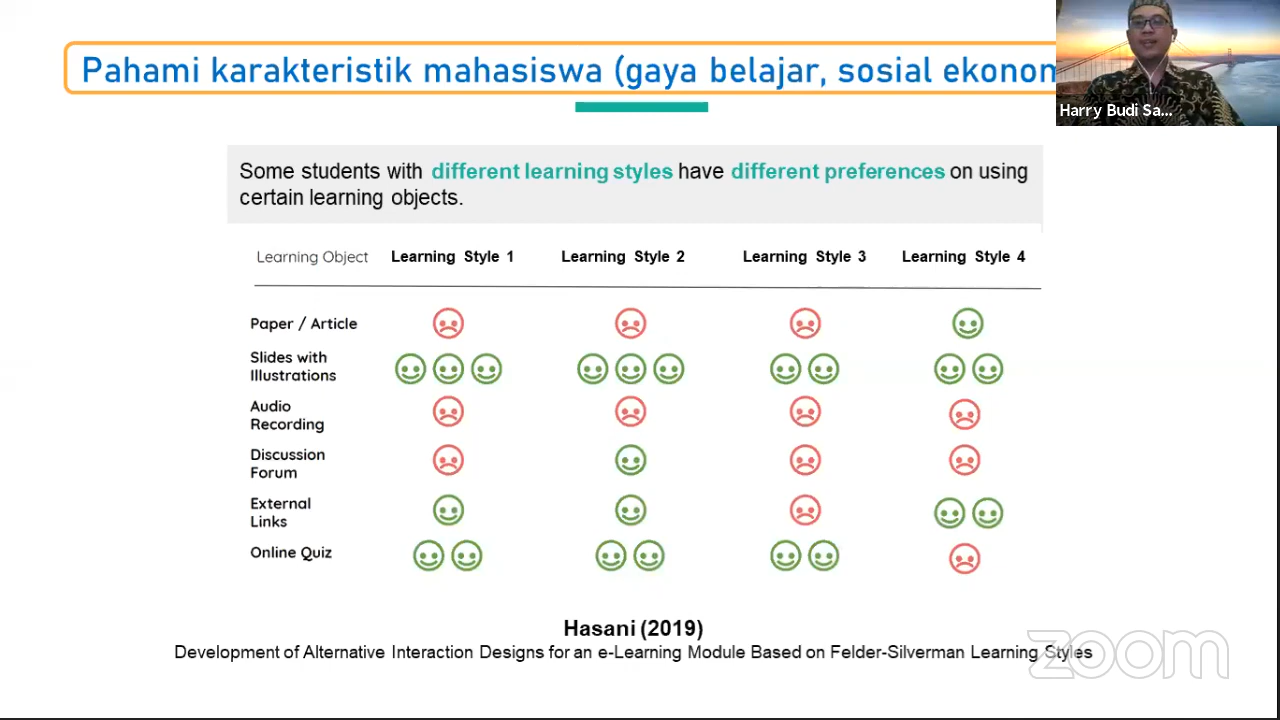 Pahami karakteristik mahasiswa (gaya belajar, sosial ekonom
Harry Budi Sa...
Some students with different learning styles have different preferences on using
certain learning objects.
Learning Object Learning Style 1 Learning Style 2 Learning Style 3 Learning Style 4
Paper / Article
Slides with
Illustrations
Audio
Recording
Discussion
Forum
External
Links
Online Quiz
Hasani (2019)
Development of Alternative Interaction Designs for an e-Learning Module Based on Felder-Silverman Learning Styles
zoom